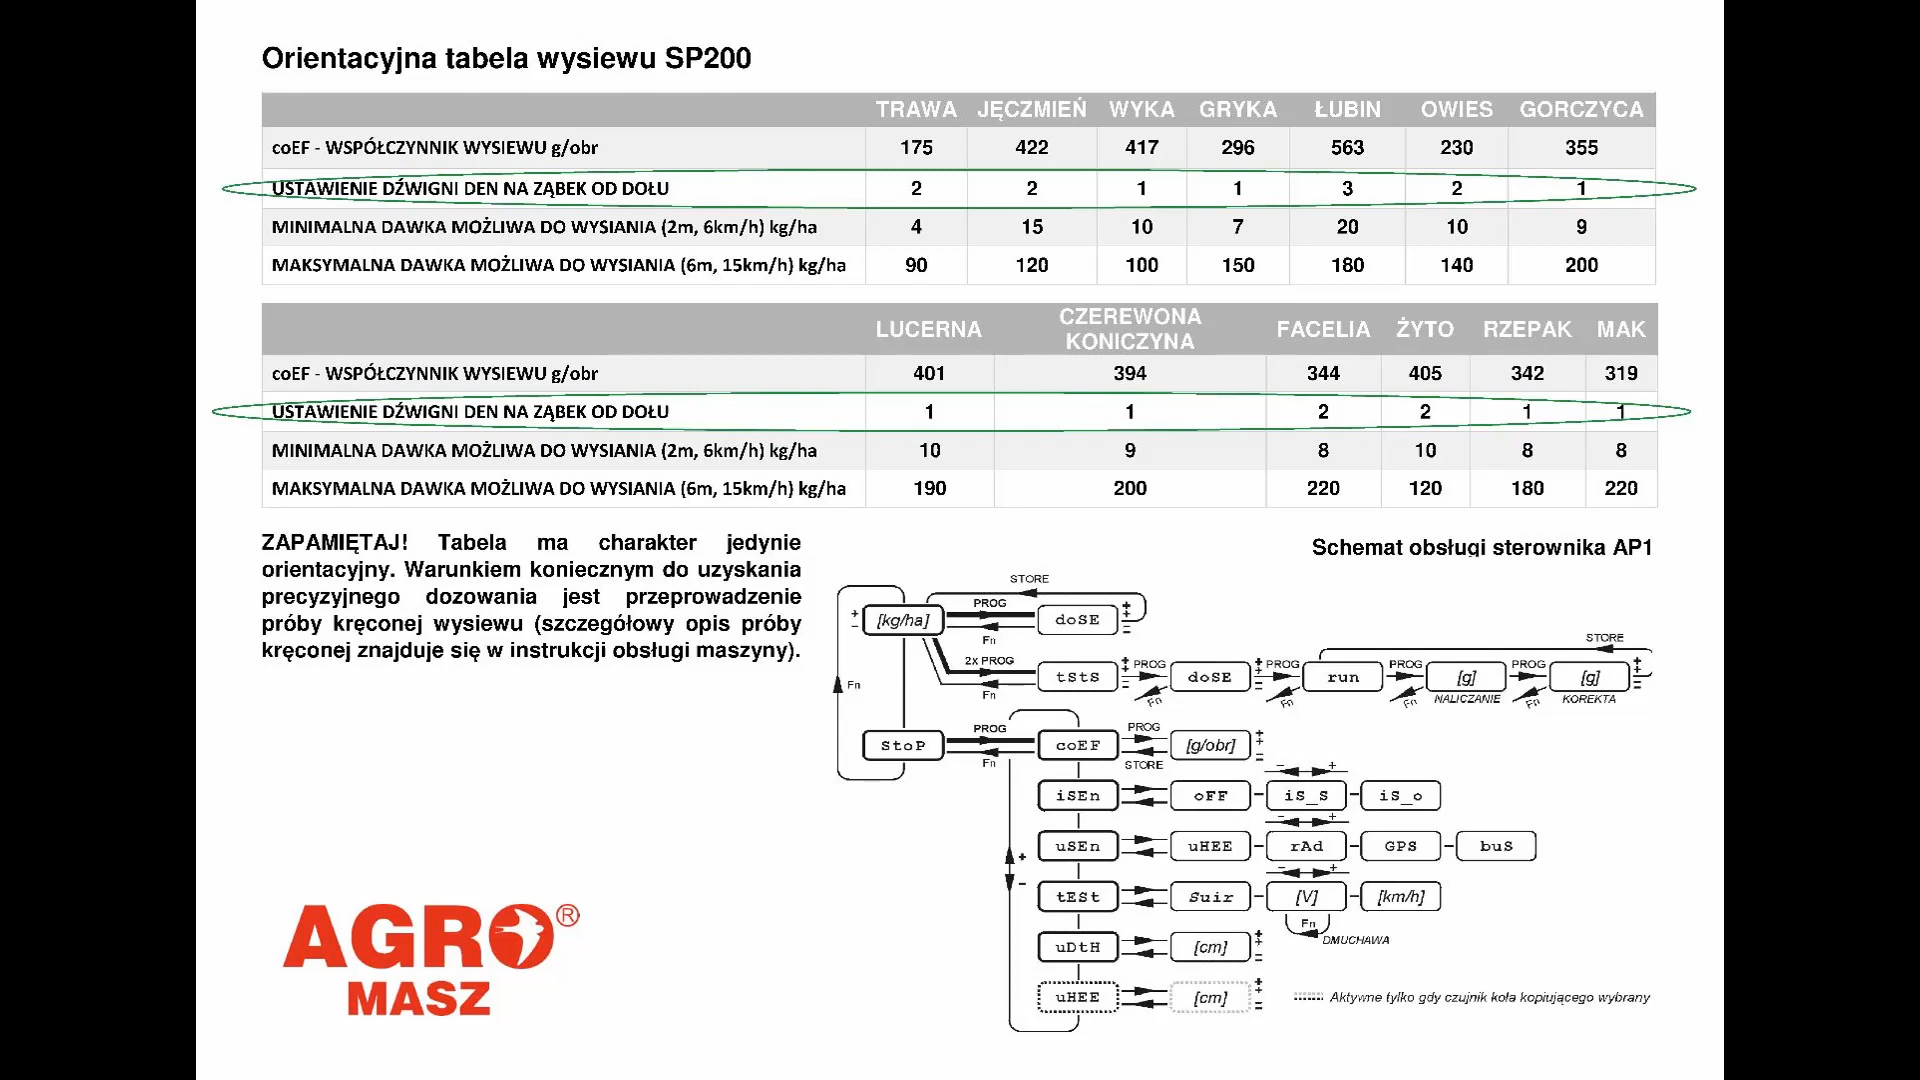 Orientacyjna tabela wysiewu SP200
TRAWA JĘCZMIEŃ WYKA GRYKA ŁUBIN OWIES GORCZYCA
coEF - WSPÓŁCZYNNIK WYSIEWU g/obr 175 422 417 296 563 230 355
USTAWIENIE DŹWIGNI DEN NA ZĄBEK OD DOŁU 2 2 1 1 3 2 1
MINIMALNA DAWKA MOŻLIWA DO WYSIANIA (2m, 6km/h) kg/ha 4 15 10 7 20 10 9
MAKSYMALNA DAWKA MOŻLIWA DO WYSIANIA (6m, 15km/h) kg/ha 90 120 100 150 180 140 200
LUCERNA CZEREWONA KONICZYNA FACELIA ŻYTO RZEPAK MAK
coEF - WSPÓŁCZYNNIK WYSIEWU g/obr 401 394 344 405 342 319
USTAWIENIE DŹWIGNI DEN NA ZĄBEK OD DOŁU 1 1 2 2 1 1
MINIMALNA DAWKA MOŻLIWA DO WYSIANIA (2m, 6km/h) kg/ha 10 9 8 10 8 8
MAKSYMALNA DAWKA MOŻLIWA DO WYSIANIA (6m, 15km/h) kg/ha 190 200 220 120 180 220
ZAPAMIĘTAJ! Tabela ma charakter jedynie
orientacyjny. Warunkiem koniecznym do uzyskania
precyzyjnego dozowania jest przeprowadzenie
próby kręconej wysiewu (szczegółowy opis próby
kręconej znajduje się w instrukcji obsługi maszyny).
Schemat obsługi sterownika AP1
STORE
[kg/ha] PROG Fn doSE
STORE
2x PROG Fn tStS PROG Fn doSE PROG Fn run PROG Fn [g] PROG Fn [g]
NALICZANIE KOREKTA
Fn
StoP PROG Fn coEF PROG STORE [g/obr]
iSEn oFF iS_S iS_o
uSEn uHEE rAd GPS buS
tESt Suir [V] [km/h]
Fn DMUCHAWA
uDtH [cm]
uHEE [cm]
Aktywne tylko gdy czujnik koła kopiującego wybrany
AGRO®
MASZ